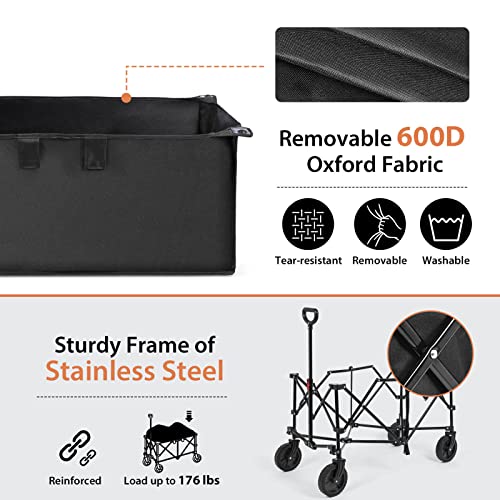 Removable 600D
Oxford Fabric
Tear-resistant
Removable
Washable
Sturdy Frame of
Stainless Steel
Reinforced
Load up to 176 lbs